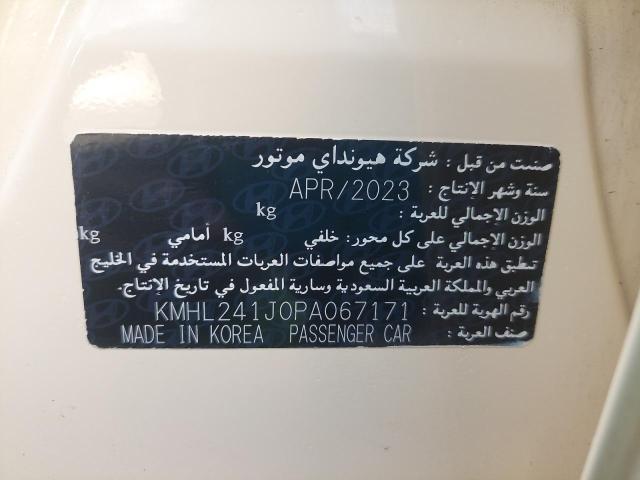 صنعت من قبل : شركة هيونداي موتور
سنة وشهر الإنتاج : APR/2023
الوزن الإجمالي للعربة : kg
الوزن الإجمالي على كل محور: خلفي kg أمامي kg
تنطبق هذه العربة على جميع مواصفات العربات المستخدمة في الخليج
العربي والمملكة العربية السعودية وسارية المفعول في تاريخ الإنتاج.
رقم الهوية للعربة : KMHL241J0PA067171
صنف العربة : PASSENGER CAR MADE IN KOREA